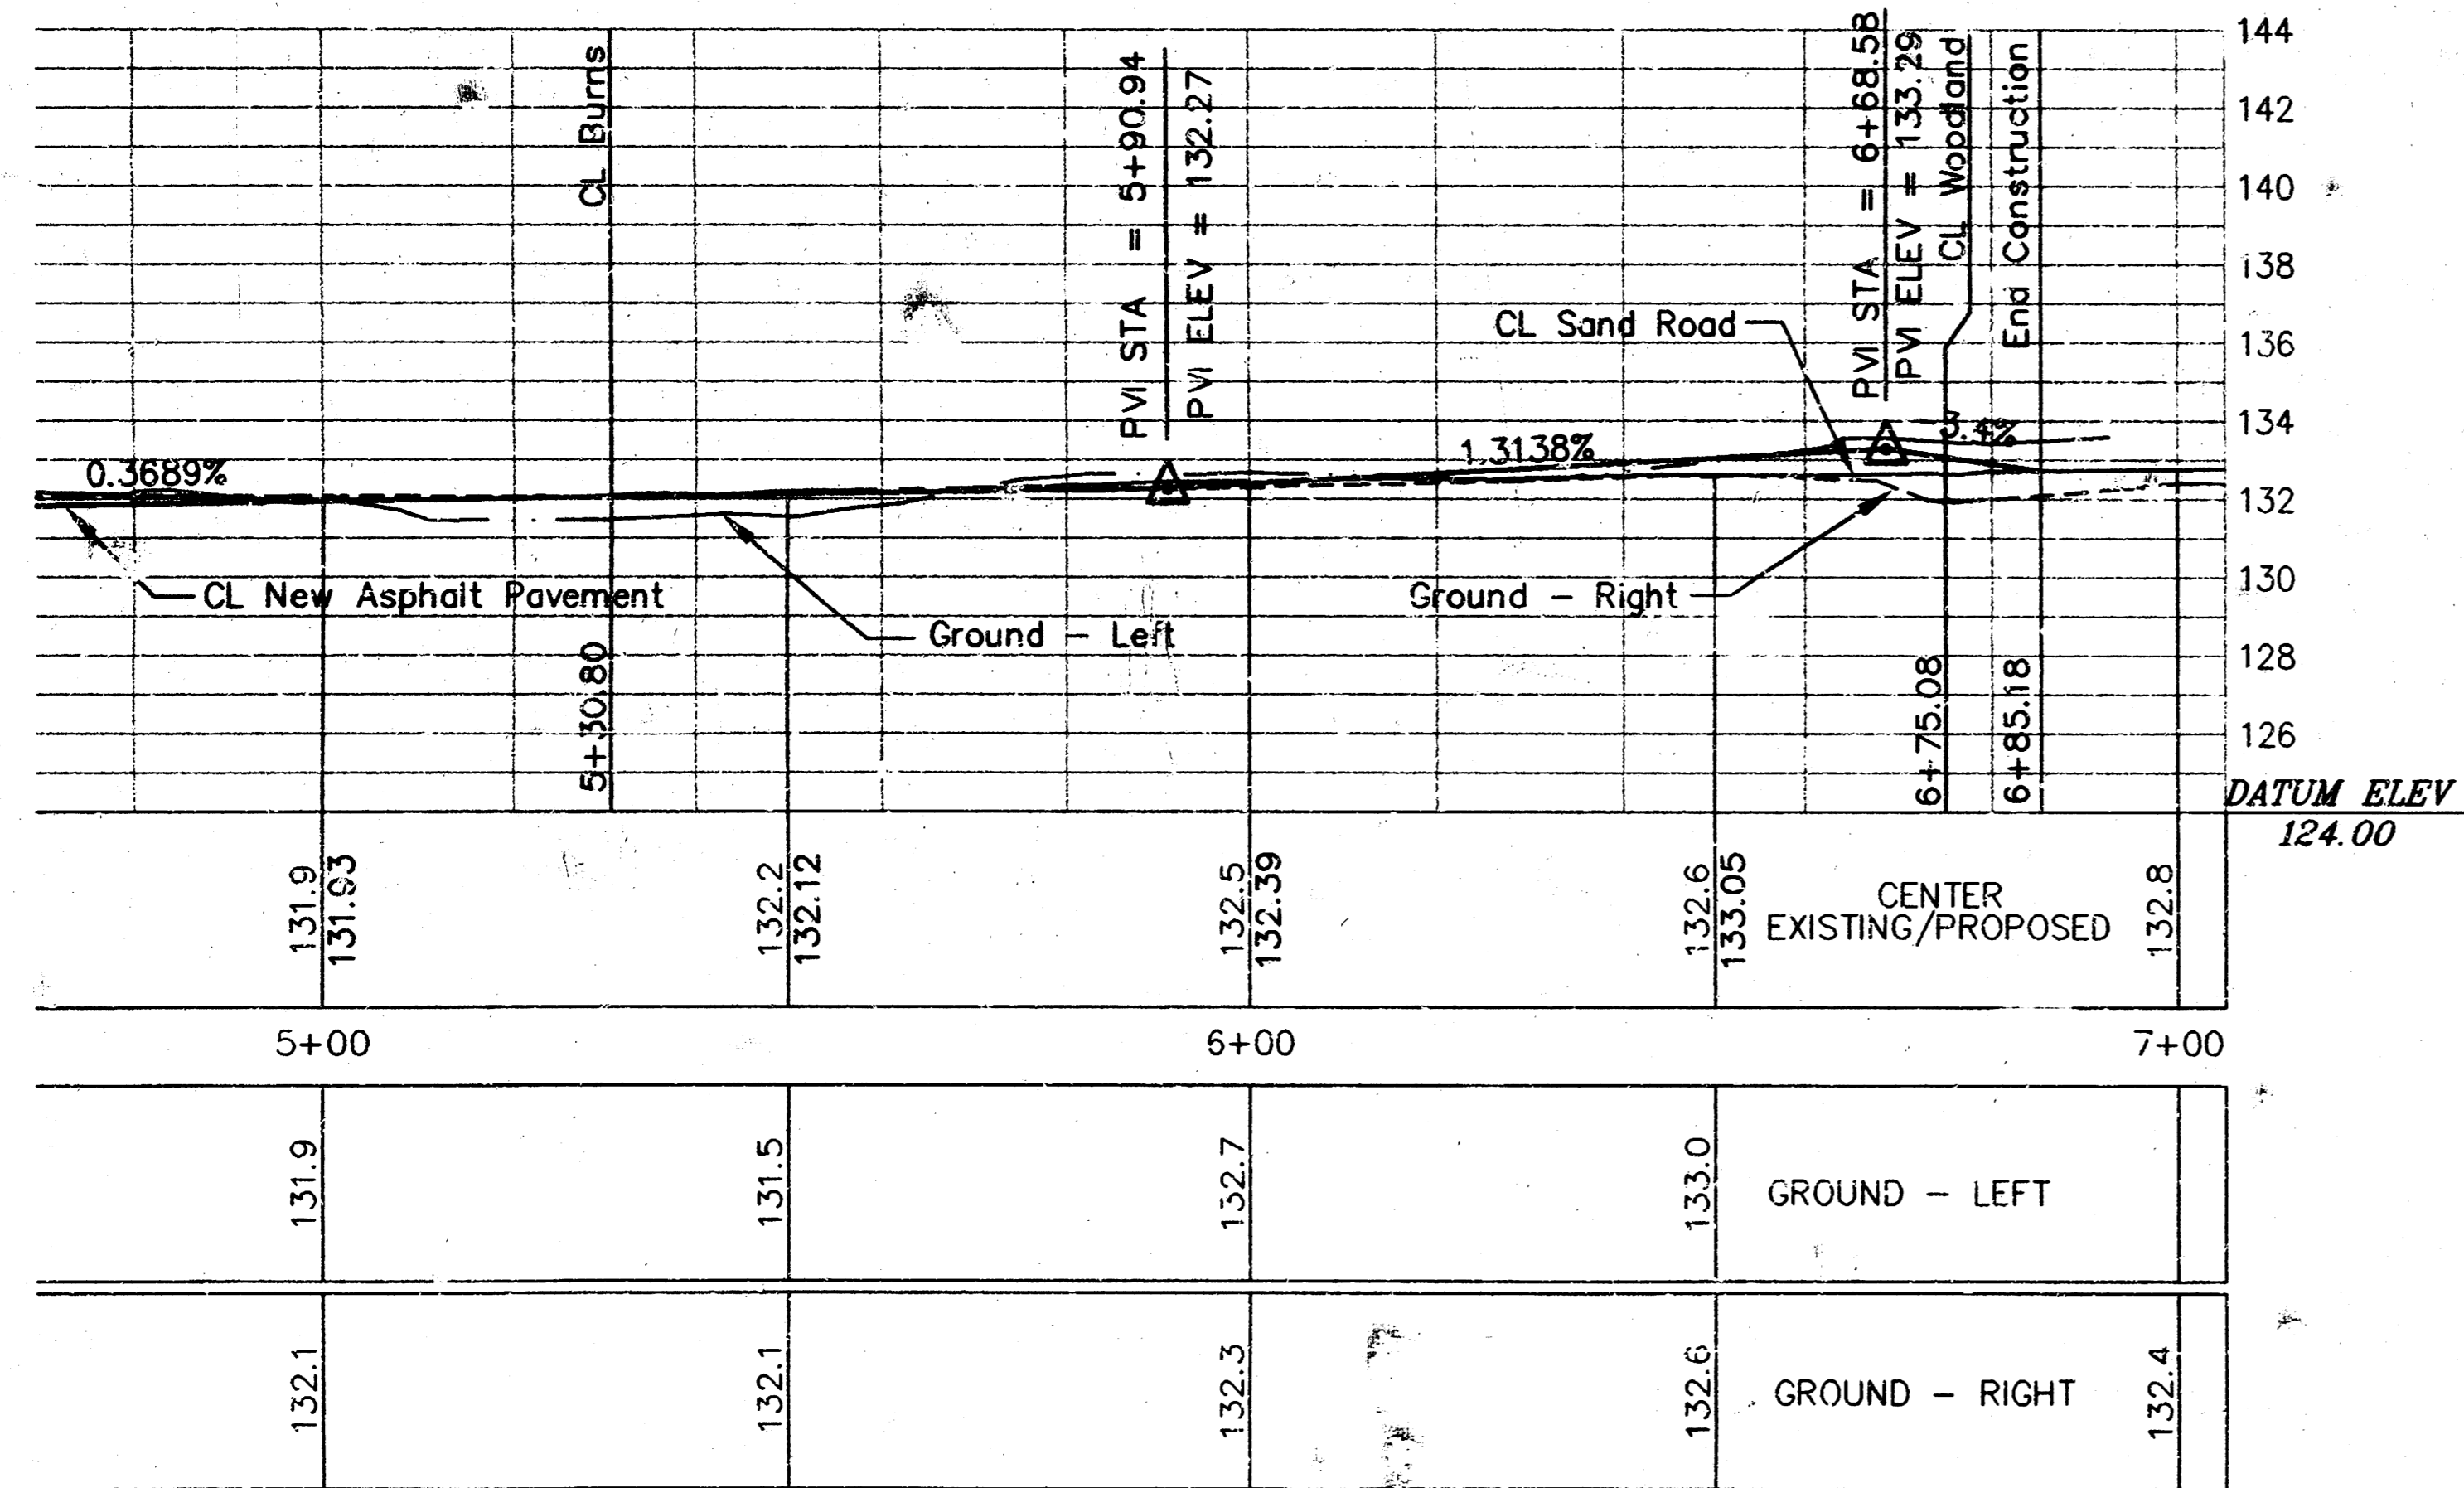 144
142
140
138
136
134
132
130
128
126
DATUM ELEV
124.00
CL Burns
5+30.80
PVI STA = 5+90.94
PVI ELEV = 132.27
PVI STA = 6+68.58
PVI ELEV = 133.29
CL Woodland
End Construction
6+75.08
6+85.18
CL Sand Road
0.3689%
1.3138%
3.4%
CL New Asphalt Pavement
Ground - Left
Ground - Right
131.9
131.93
132.2
132.12
132.5
132.39
132.6
133.05
CENTER
EXISTING/PROPOSED
132.8
5+00
6+00
7+00
131.9
131.5
132.7
133.0
GROUND - LEFT
132.1
132.1
132.3
132.6
GROUND - RIGHT
132.4